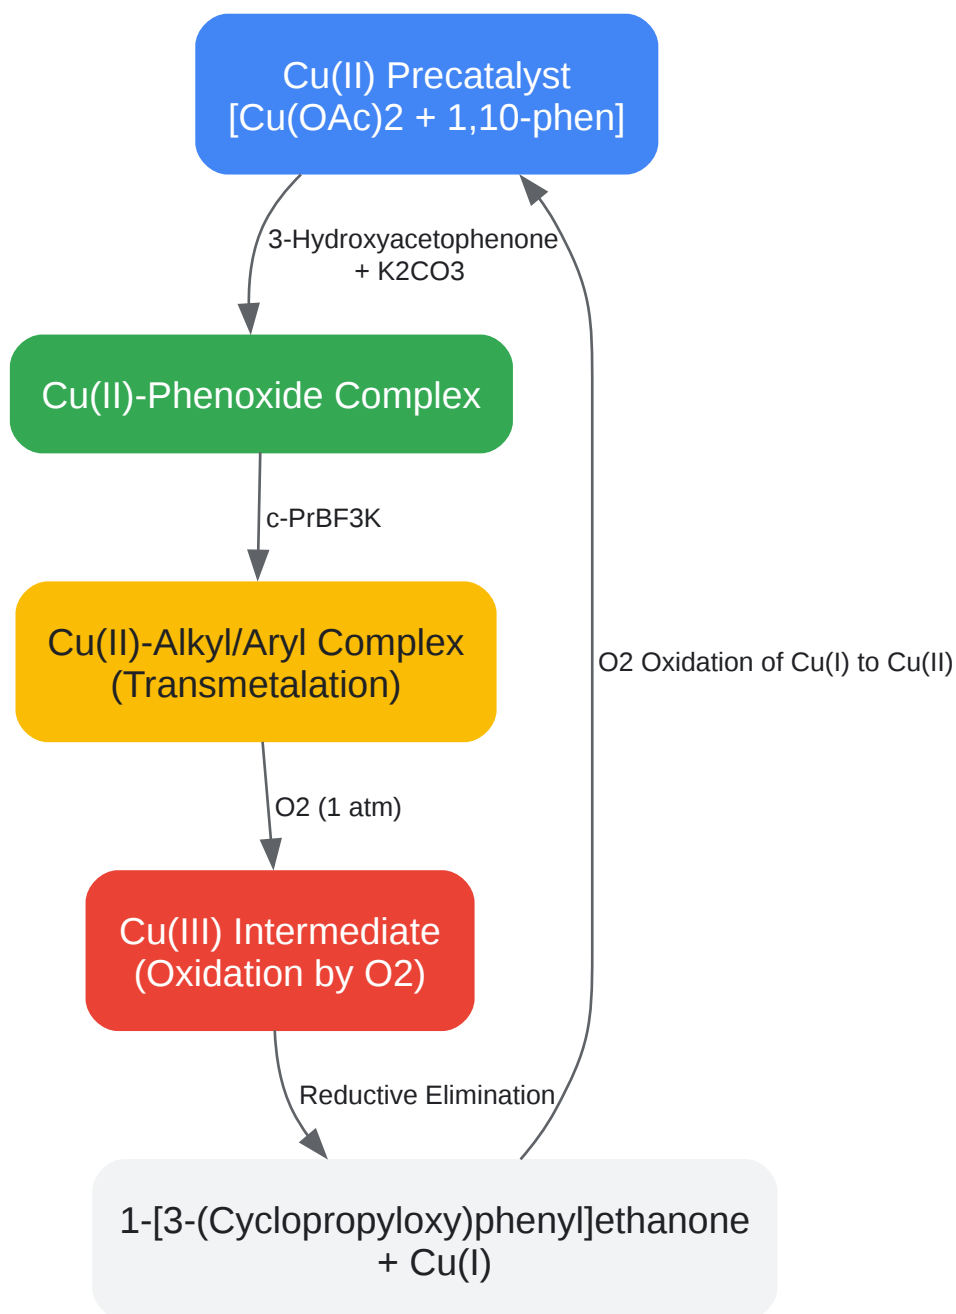 Cu(II) Precatalyst
[Cu(OAc)2 + 1,10-phen]
3-Hydroxyacetophenone
+ K2CO3
Cu(II)-Phenoxide Complex
c-PrBF3K
Cu(II)-Alkyl/Aryl Complex
(Transmetalation)
O2 Oxidation of Cu(I) to Cu(II)
O2 (1 atm)
Cu(III) Intermediate
(Oxidation by O2)
Reductive Elimination
1-[3-(Cyclopropyloxy)phenyl]ethanone
+ Cu(I)